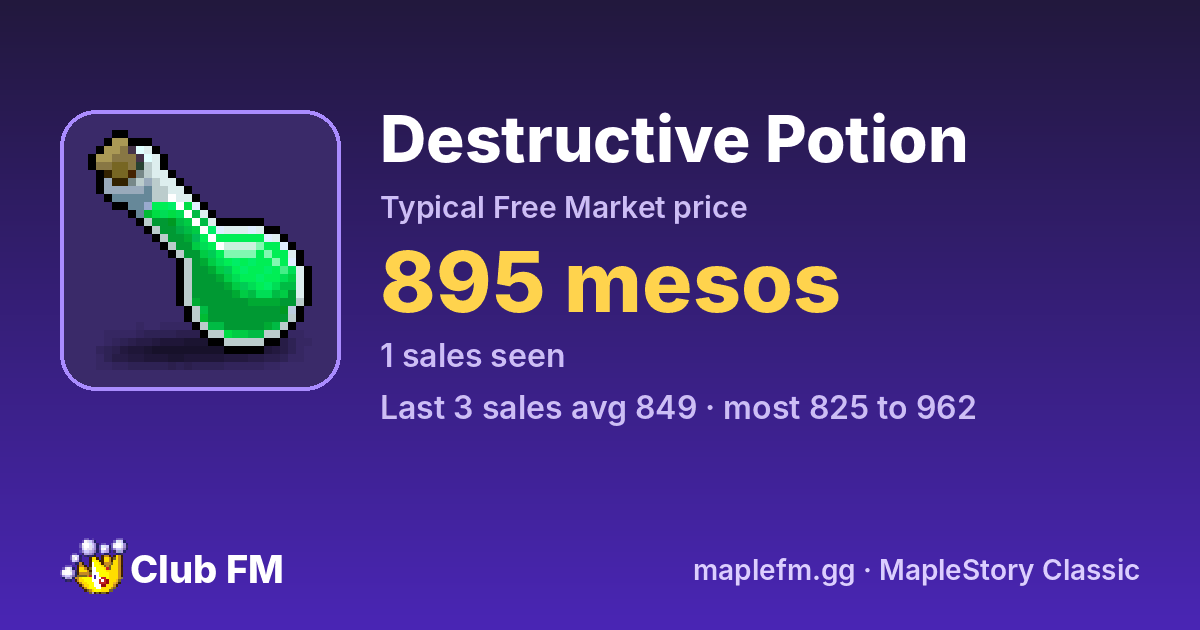 Destructive Potion
Typical Free Market price
895 mesos
1 sales seen
Last 3 sales avg 849 · most 825 to 962
Club FM
maplefm.gg · MapleStory Classic